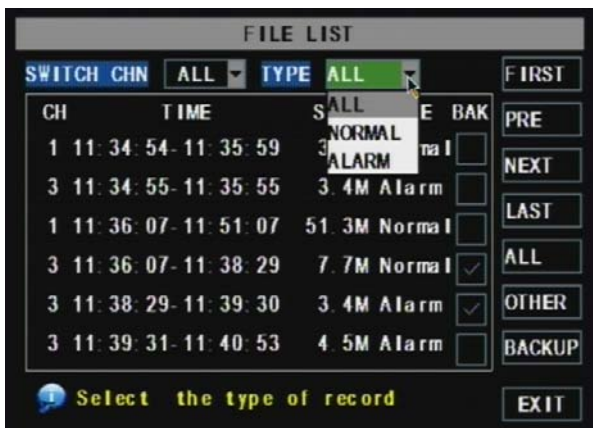 FILE LIST
SWITCH CHN ALL TYPE ALL FIRST
CH TIME S ALL E BAK PRE
NORMAL
1 11:34:54-11:35:59 3 mal NEXT
ALARM
3 11:34:55-11:35:55 3.4M Alarm
1 11:36:07-11:51:07 51.3M Normal LAST
3 11:36:07-11:38:29 7.7M Normal ALL
3 11:38:29-11:39:30 3.4M Alarm OTHER
3 11:39:31-11:40:53 4.5M Alarm BACKUP
Select the type of record EXIT